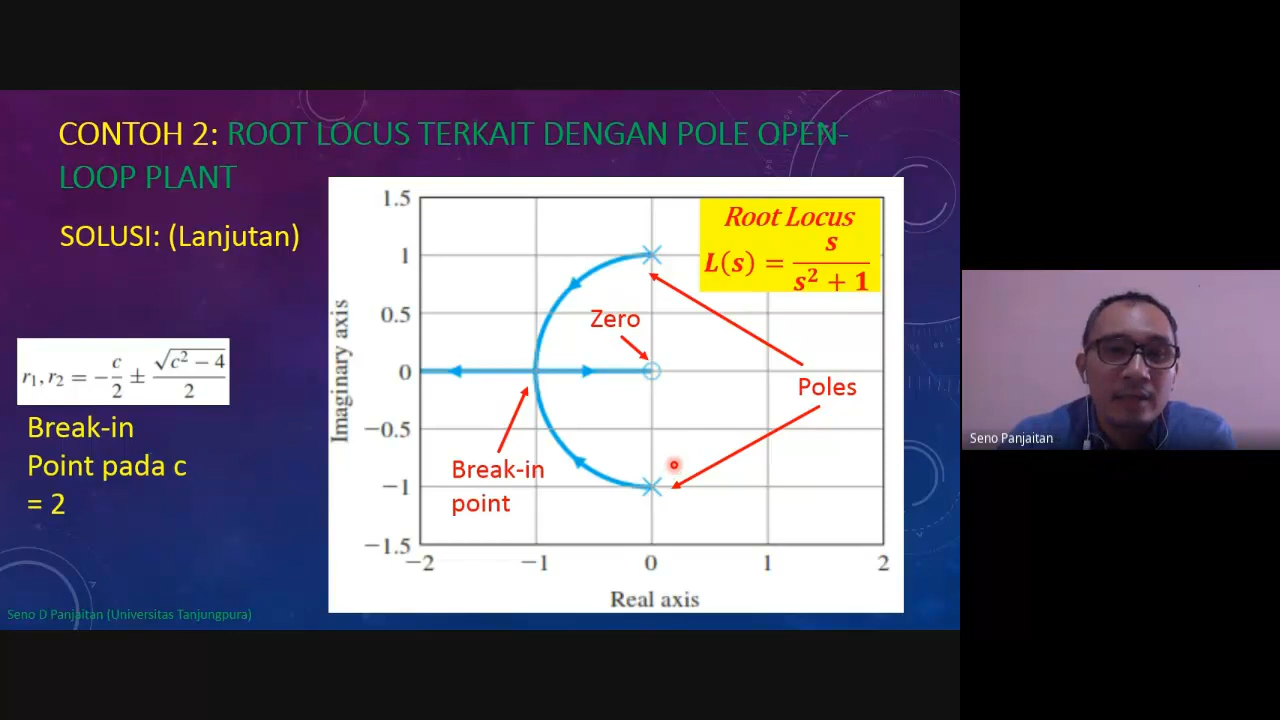 CONTOH 2: ROOT LOCUS TERKAIT DENGAN POLE OPEN-
LOOP PLANT
SOLUSI: (Lanjutan)
r₁, r₂ = −c/2 ± √(c² − 4)/2
Break-in
Point pada c
= 2
Root Locus
L(s) = s/(s² + 1)
Imaginary axis
1.5
1
0.5
0
−0.5
−1
−1.5
−2
−1
0
1
2
Real axis
Zero
Poles
Break-in
point
Seno D Panjaitan (Universitas Tanjungpura)
Seno Panjaitan